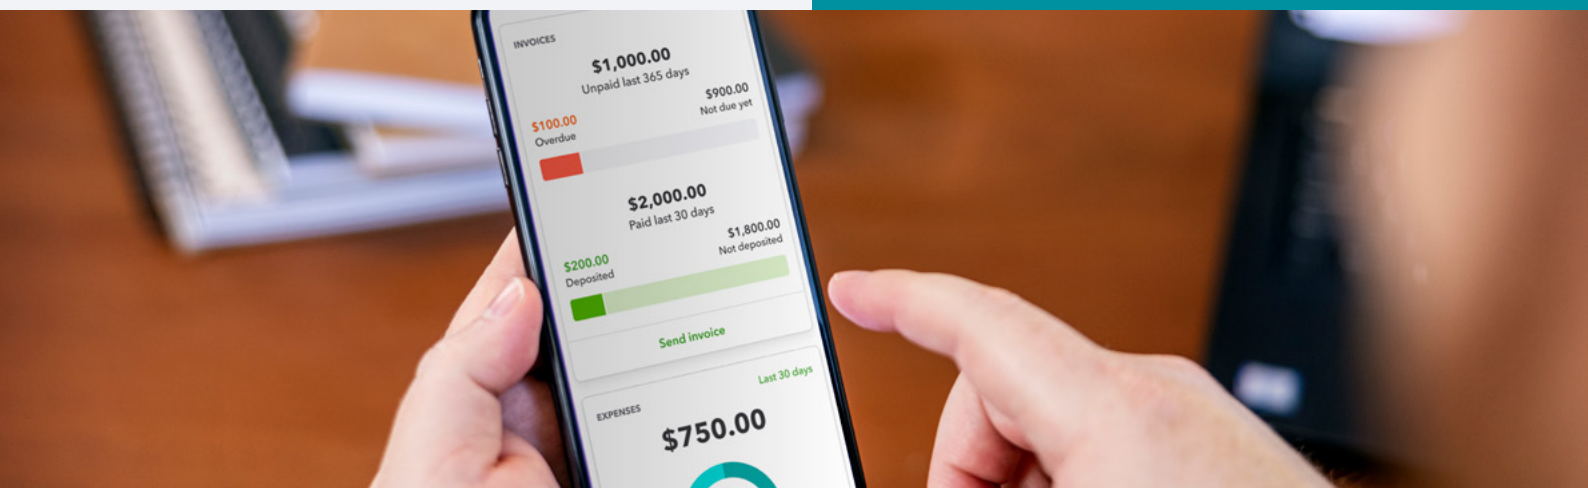 INVOICES
$1,000.00
Unpaid last 365 days
$100.00
Overdue
$900.00
Not due yet
$2,000.00
Paid last 30 days
$200.00
Deposited
$1,800.00
Not deposited
Send invoice
Last 30 days
EXPENSES
$750.00